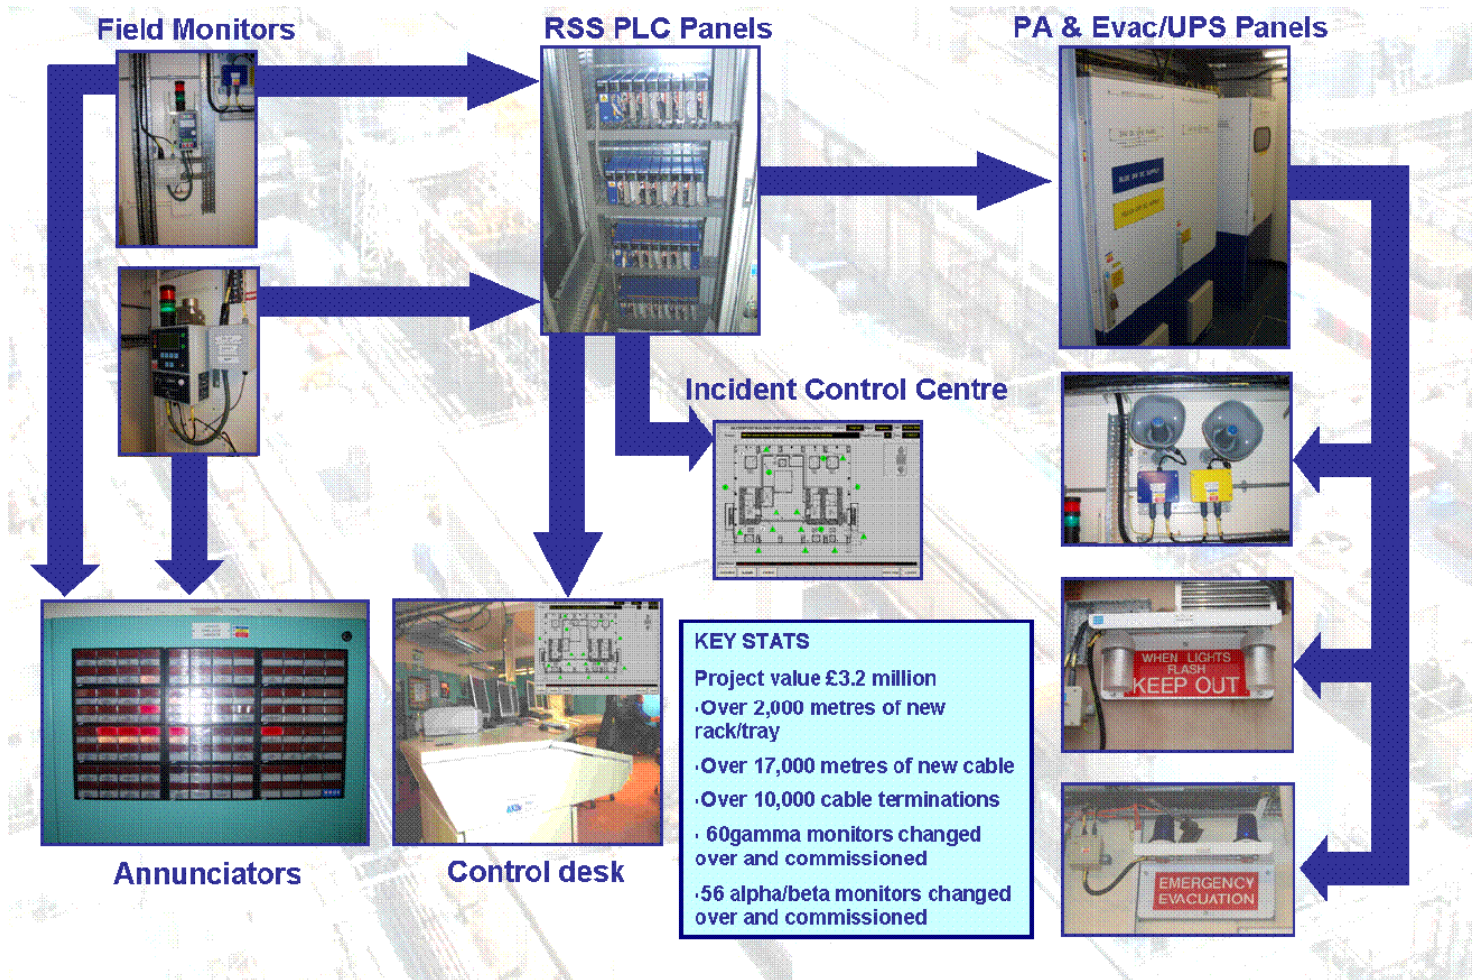 Field Monitors
RSS PLC Panels
PA & Evac/UPS Panels
Incident Control Centre
WHEN LIGHTS
FLASH
KEEP OUT
KEY STATS
Project value £3.2 million
·Over 2,000 metres of new
rack/tray
·Over 17,000 metres of new cable
·Over 10,000 cable terminations
· 60gamma monitors changed
over and commissioned
·56 alpha/beta monitors changed
over and commissioned
EMERGENCY
EVACUATION
Annunciators
Control desk